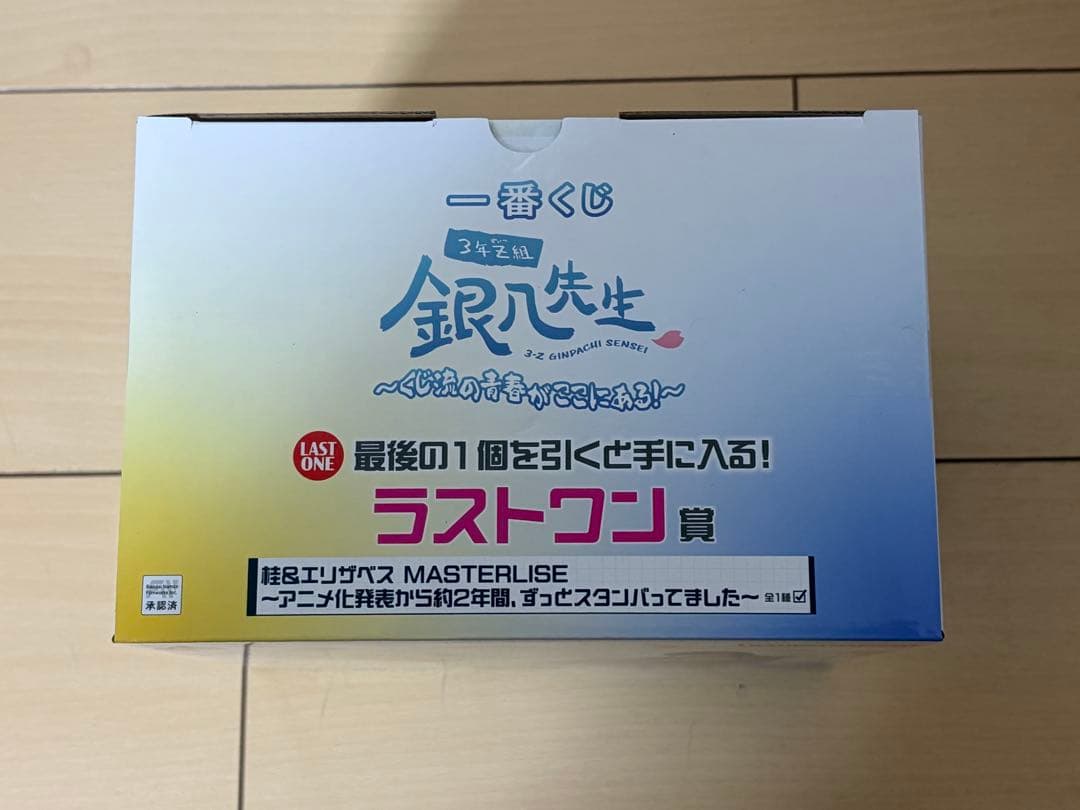 一番くじ
3年Z組
銀八先生
3-Z GINPACHI SENSEI
～くじ流の青春がここにある!～
LAST ONE
最後の1個を引くと手に入る!
ラストワン賞
桂&エリザベス MASTERLISE
～アニメ化発表から約2年間、ずっとスタンバってました～ 全1種
Bandai Namco
Filmworks Inc.
承認済